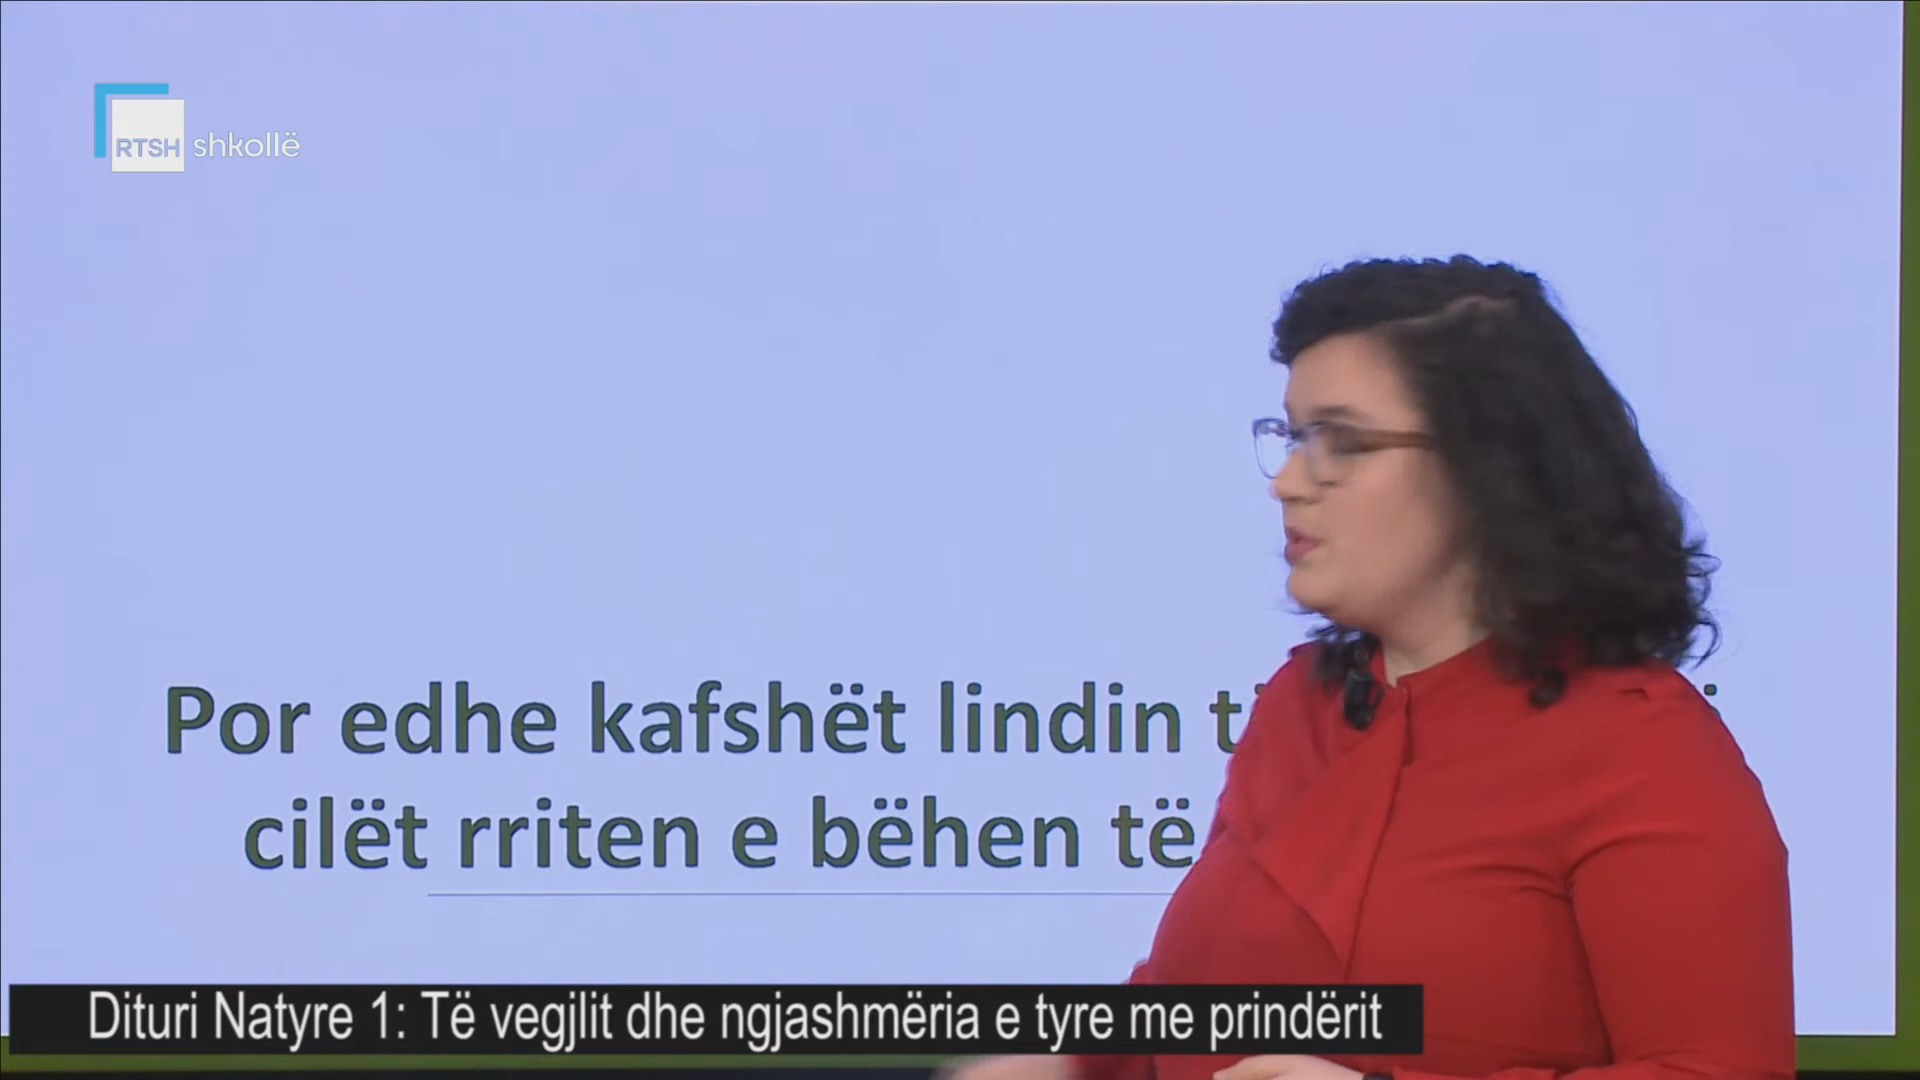 RTSH shkollë
Por edhe kafshët lindin
cilët rriten e bëhen të
Dituri Natyre 1: Të vegjlit dhe ngjashmëria e tyre me prindërit